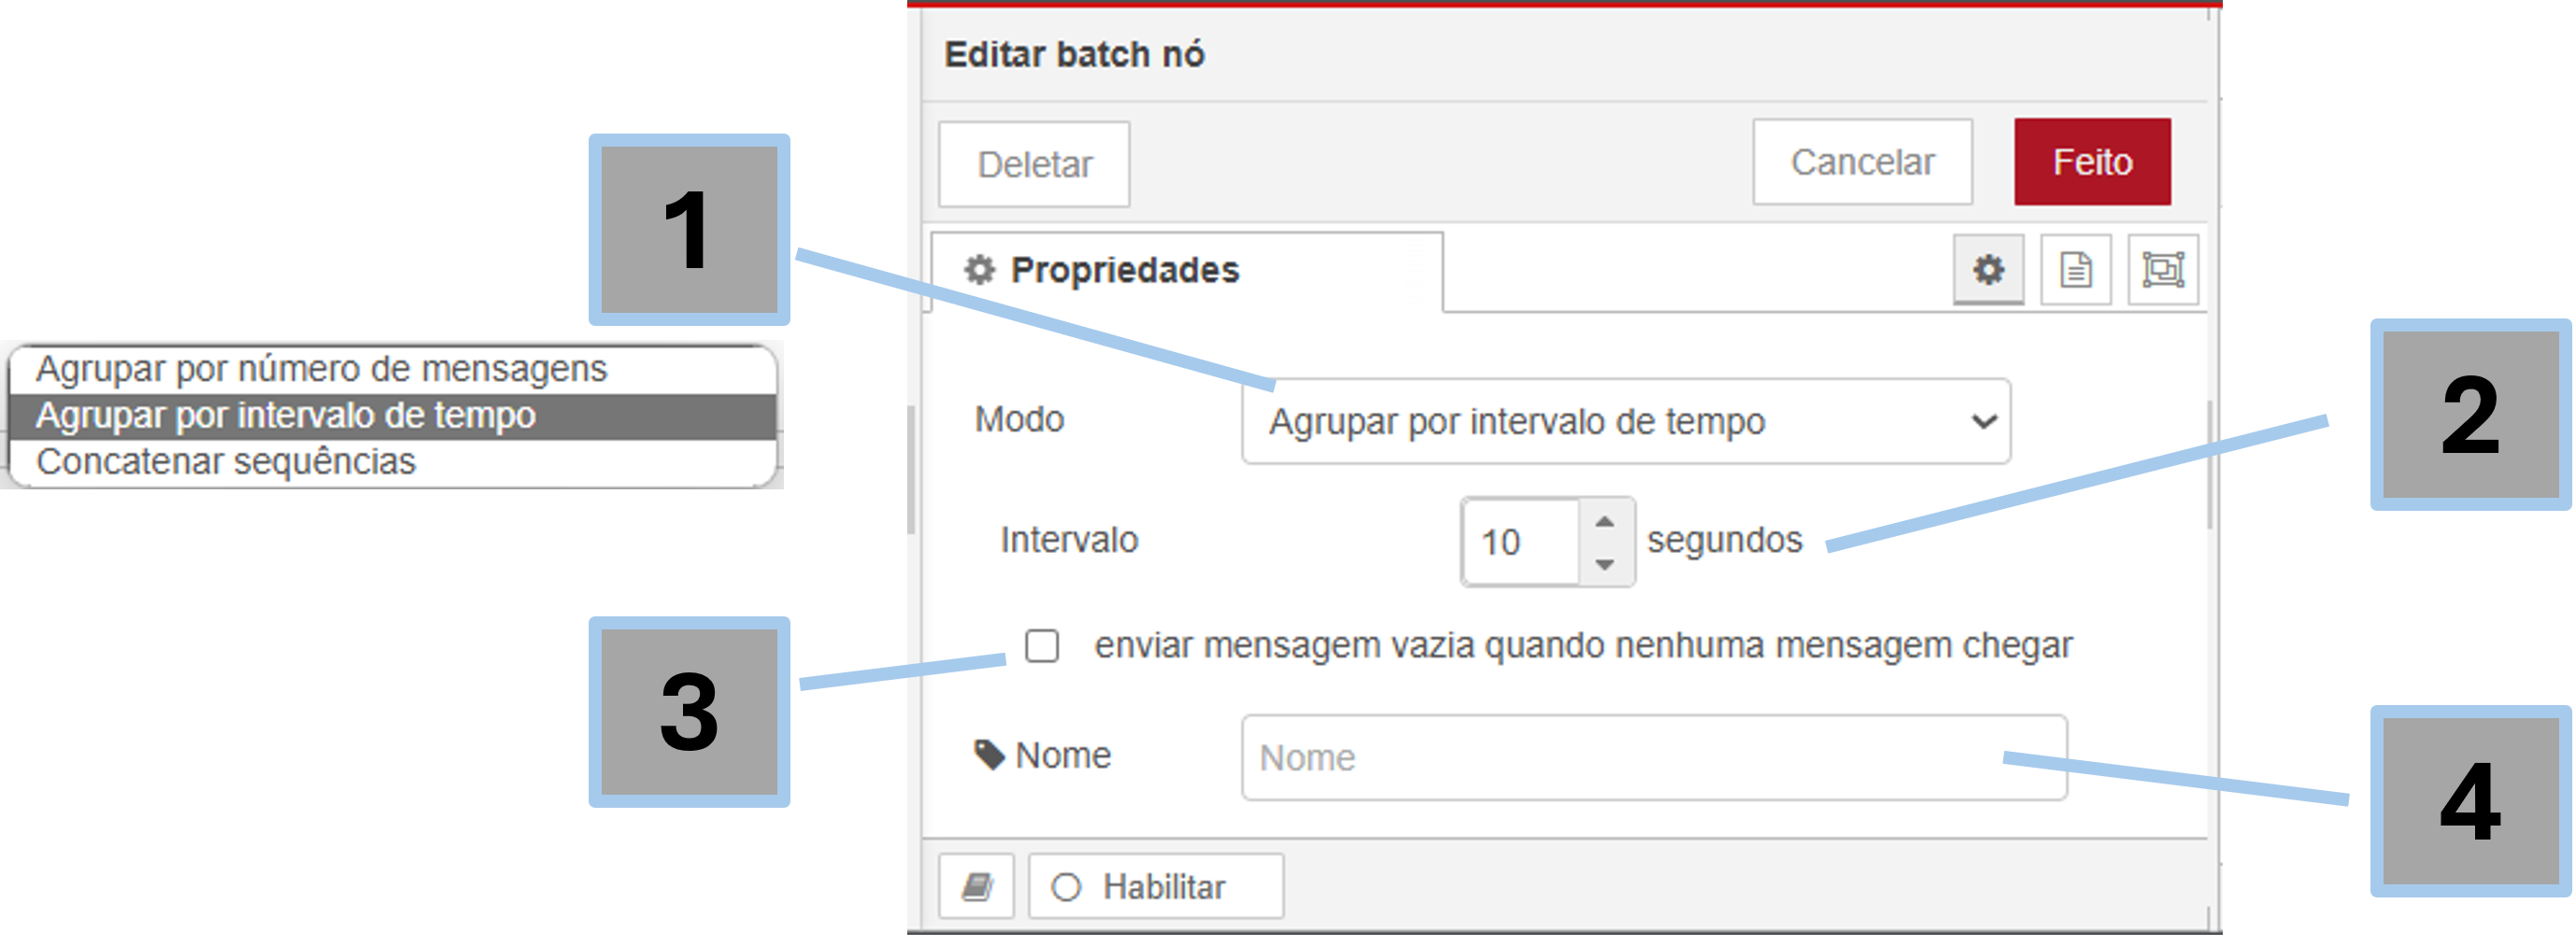 Editar batch nó
Deletar
Cancelar
Feito
1
Propriedades
Agrupar por número de mensagens
Agrupar por intervalo de tempo
Concatenar sequências
Modo
Agrupar por intervalo de tempo
2
Intervalo
10
segundos
3
enviar mensagem vazia quando nenhuma mensagem chegar
Nome
Nome
4
Habilitar